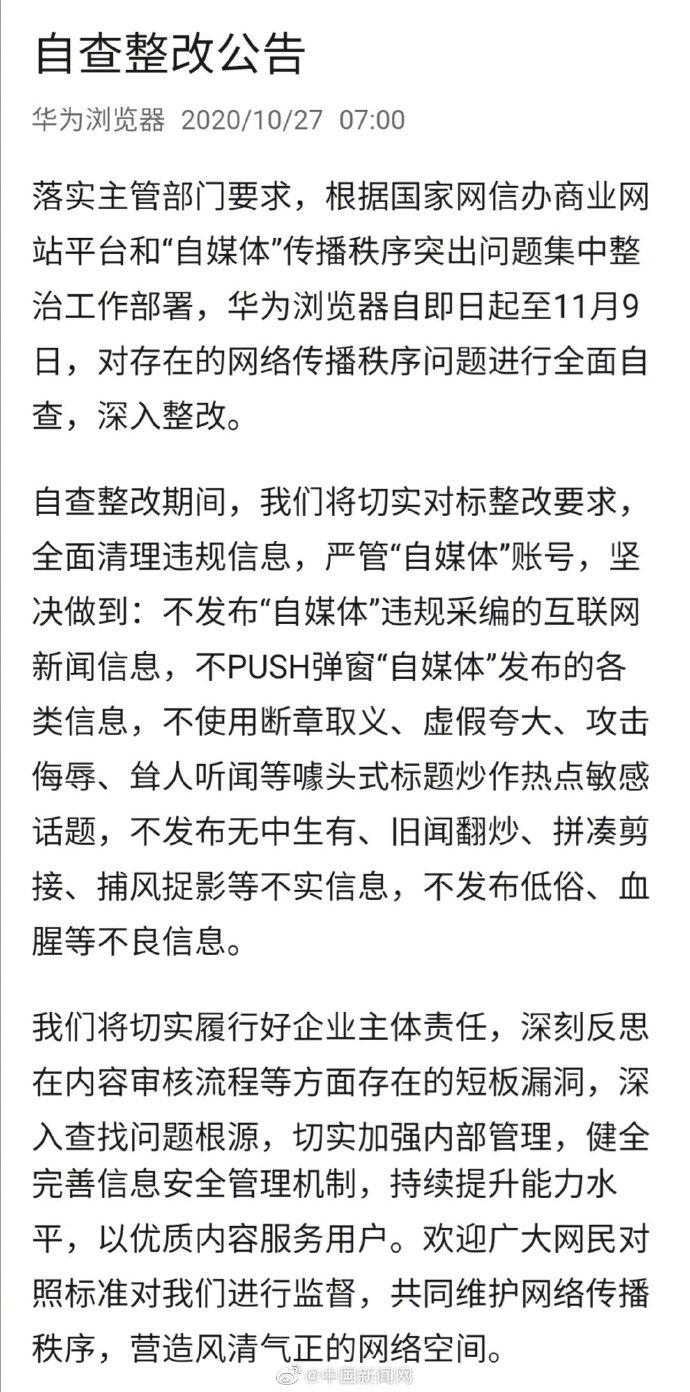 自查整改公告
华为浏览器 2020/10/27 07:00
落实主管部门要求，根据国家网信办商业网
站平台和“自媒体”传播秩序突出问题集中整
治工作部署，华为浏览器自即日起至11月9
日，对存在的网络传播秩序问题进行全面自
查，深入整改。
自查整改期间，我们将切实对标整改要求，
全面清理违规信息，严管“自媒体”账号，坚
决做到：不发布“自媒体”违规采编的互联网
新闻信息，不PUSH弹窗“自媒体”发布的各
类信息，不使用断章取义、虚假夸大、攻击
侮辱、耸人听闻等噱头式标题炒作热点敏感
话题，不发布无中生有、旧闻翻炒、拼凑剪
接、捕风捉影等不实信息，不发布低俗、血
腥等不良信息。
我们将切实履行好企业主体责任，深刻反思
在内容审核流程等方面存在的短板漏洞，深
入查找问题根源，切实加强内部管理，健全
完善信息安全管理机制，持续提升能力水
平，以优质内容服务用户。欢迎广大网民对
照标准对我们进行监督，共同维护网络传播
秩序，营造风清气正的网络空间。
@中国新闻网